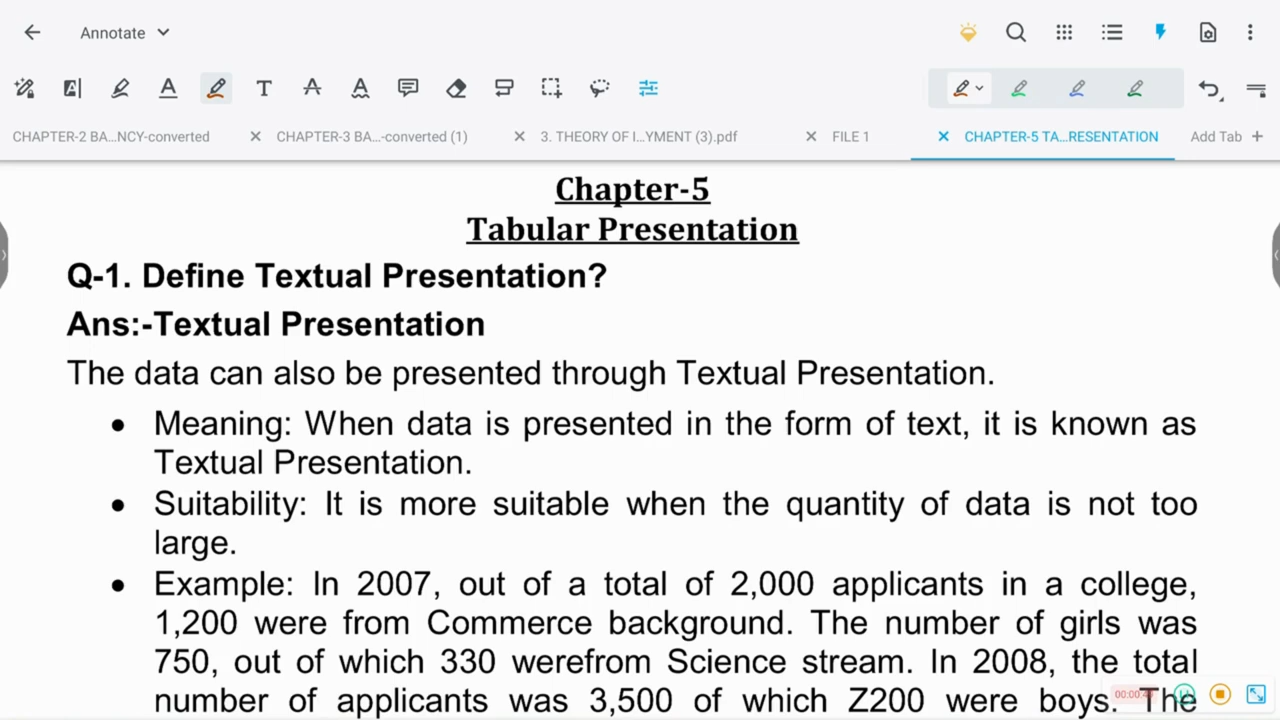 Annotate
T
CHAPTER-2 BA...NCY-converted
CHAPTER-3 BA...-converted (1)
3. THEORY OF I...YMENT (3).pdf
FILE 1
CHAPTER-5 TA...RESENTATION
Add Tab +
Chapter-5
Tabular Presentation
Q-1. Define Textual Presentation?
Ans:-Textual Presentation
The data can also be presented through Textual Presentation.
• Meaning: When data is presented in the form of text, it is known as
Textual Presentation.
• Suitability: It is more suitable when the quantity of data is not too
large.
• Example: In 2007, out of a total of 2,000 applicants in a college,
1,200 were from Commerce background. The number of girls was
750, out of which 330 werefrom Science stream. In 2008, the total
number of applicants was 3,500 of which Z200 were boys. The